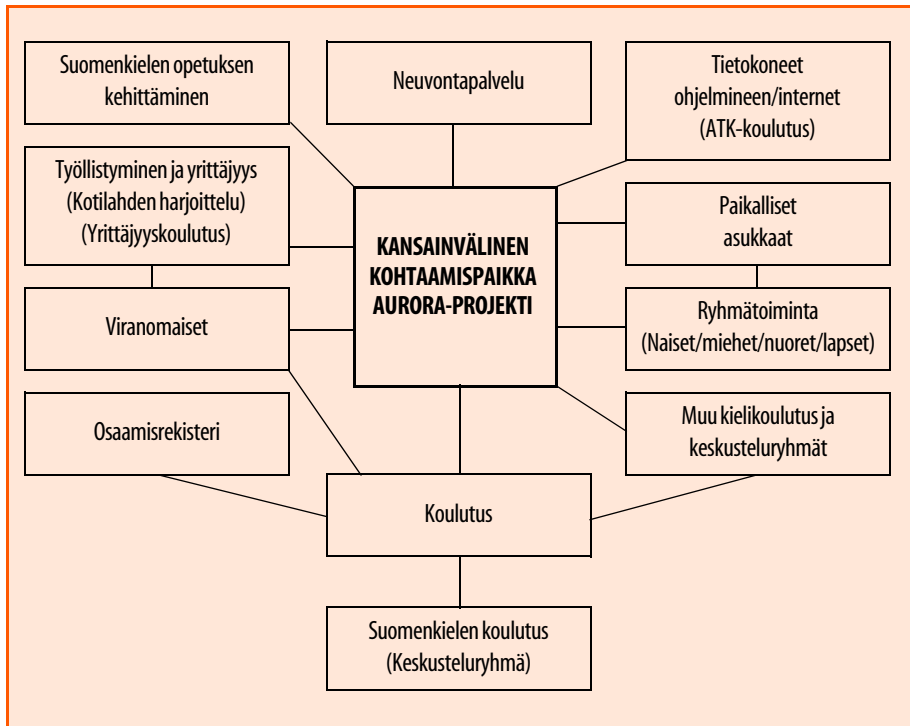 Suomenkielen opetuksen
kehittäminen
Neuvontapalvelu
Tietokoneet
ohjelmineen/internet
(ATK-koulutus)
Työllistyminen ja yrittäjyys
(Kotilahden harjoittelu)
(Yrittäjyyskoulutus)
KANSAINVÄLINEN
KOHTAAMISPAIKKA
AURORA-PROJEKTI
Paikalliset
asukkaat
Viranomaiset
Ryhmätoiminta
(Naiset/miehet/nuoret/lapset)
Osaamisrekisteri
Muu kielikoulutus ja
keskusteluryhmät
Koulutus
Suomenkielen koulutus
(Keskusteluryhmä)